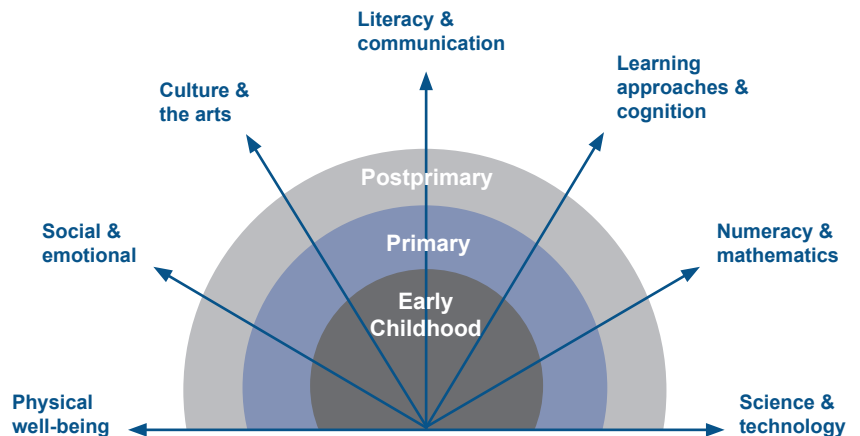 Literacy &
communication
Culture &
the arts
Learning
approaches &
cognition
Postprimary
Social &
emotional
Primary
Numeracy &
mathematics
Early
Childhood
Physical
well-being
Science &
technology